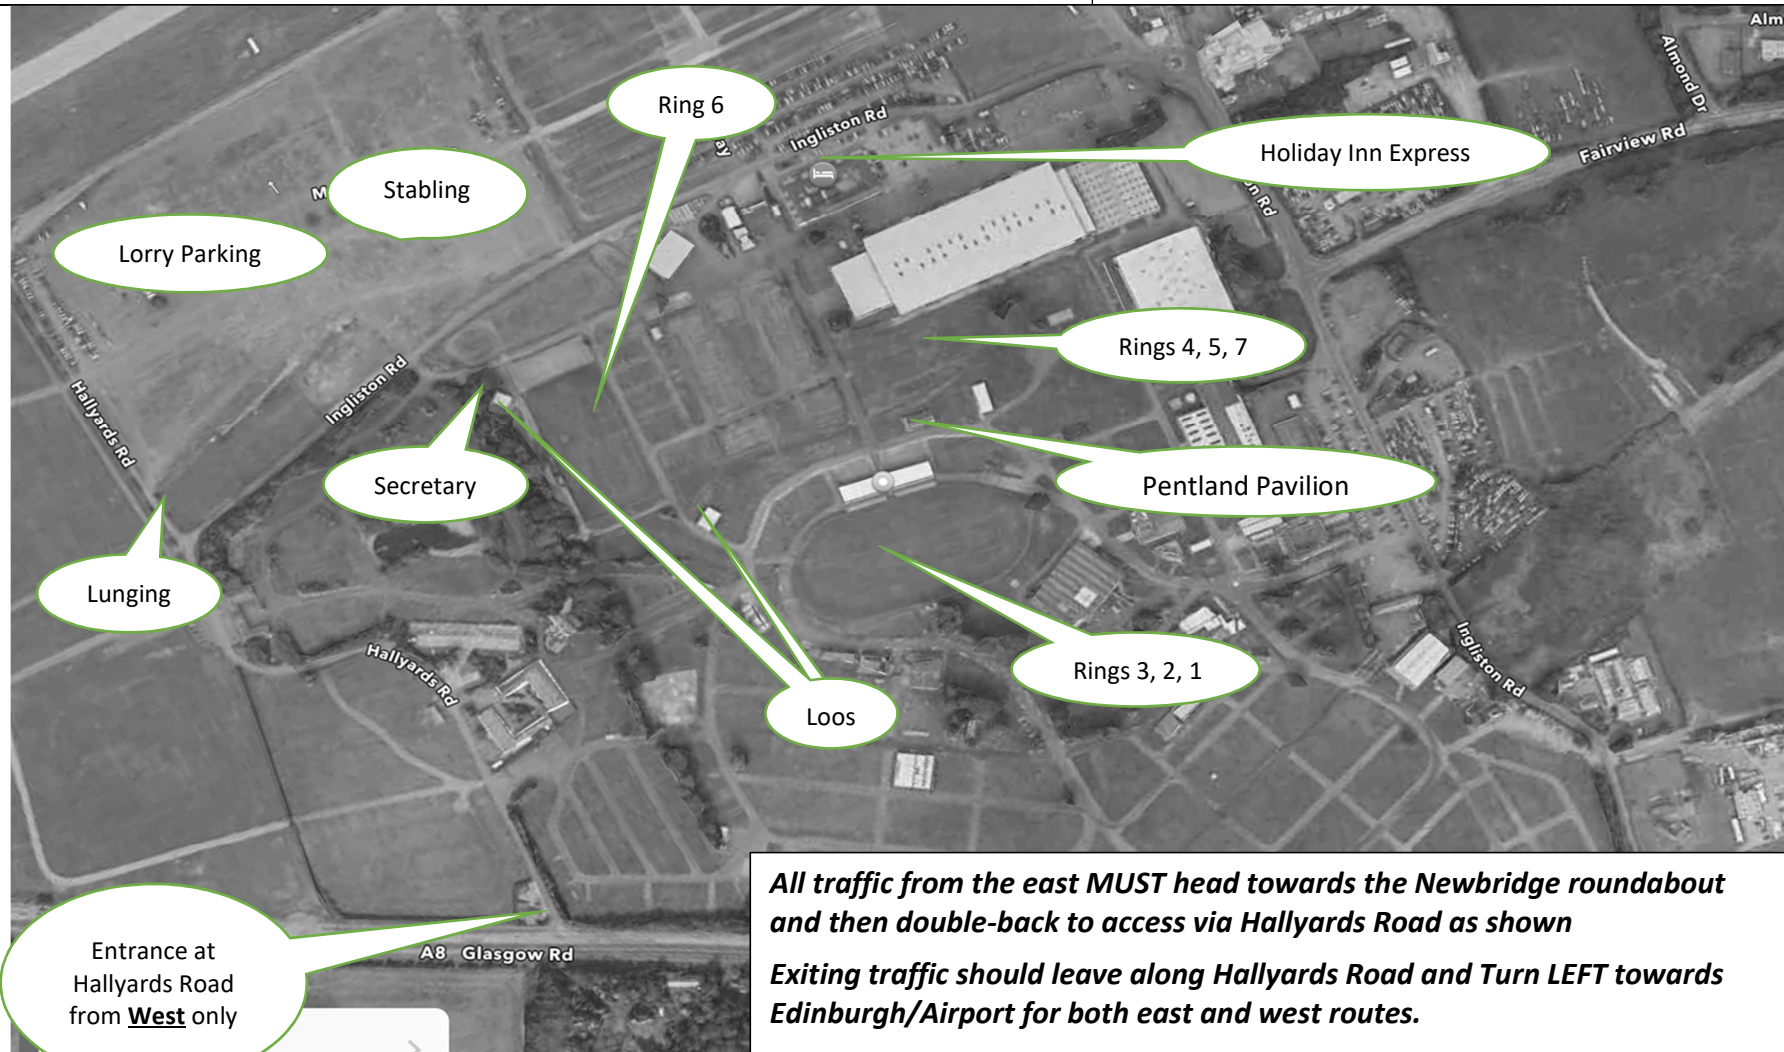 Alm
Almond Dr
Ring 6
Ingliston Rd
ay
Holiday Inn Express
Fairview Rd
Stabling
M
on Rd
Lorry Parking
Rings 4, 5, 7
Ingliston Rd
Hallyards Rd
Secretary
Pentland Pavilion
Lunging
Hallyards Rd
Rings 3, 2, 1
Ingliston Rd
Loos
Entrance at
Hallyards Road
from West only
A8 Glasgow Rd
All traffic from the east MUST head towards the Newbridge roundabout
and then double-back to access via Hallyards Road as shown
Exiting traffic should leave along Hallyards Road and Turn LEFT towards
Edinburgh/Airport for both east and west routes.